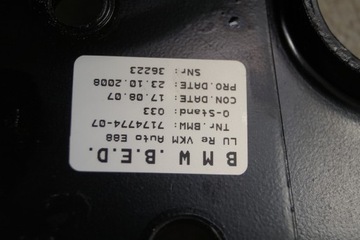 B M W .B.E.D.
LU Re VKM Auto E88
TNr.BMW: 7174774-07
O-Stand: 033
CON.DATE: 17.08.07
PRO.DATE: 23.10.2008
SNr: 36223